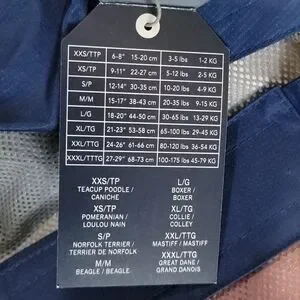 XXS/TTP 6-8" 15-20 cm 3-5 lbs 1-2 KG
XS/TP 9-11" 22-27 cm 5-12 lbs 2-5 KG
S/P 12-14" 30-35 cm 10-20 lbs 4-9 KG
M/M 15-17" 38-43 cm 20-35 lbs 9-15 KG
L/G 18-20" 44-50 cm 30-65 lbs 13-29 KG
XL/TG 21-23" 53-58 cm 65-100 lbs 29-45 KG
XXL/TTG 24-26" 61-66 cm 80-120 lbs 36-54 KG
XXXL/TTTG 27-29" 68-73 cm 100-175 lbs 45-79 KG
XXS/TP
TEACUP POODLE /
CANICHE
XS/TP
POMERANIAN /
LOULOU NAIN
S/P
NORFOLK TERRIER /
TERRIER DE NORFOLK
M/M
BEAGLE / BEAGLE
L/G
BOXER /
BOXER
XL/TG
COLLIE /
COLLEY
XXL/TTG
MASTIFF / MASTIFF
XXXL/TTG
GREAT DANE /
GRAND DANOIS